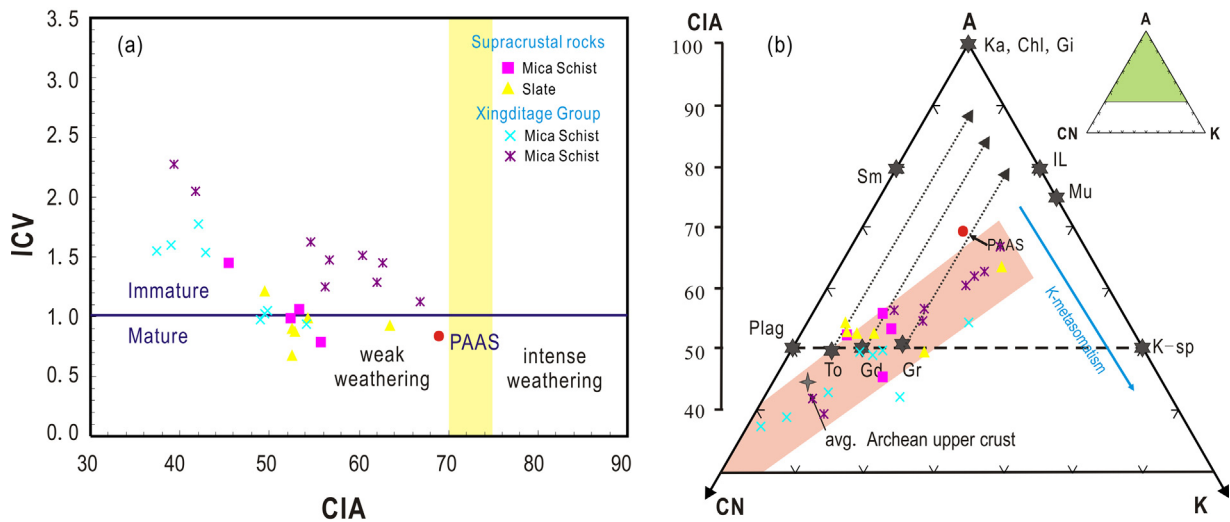 (a)
Supracrustal rocks
Mica Schist
Slate
Xingditage Group
Mica Schist
Mica Schist
3.5
3.0
2.5
2.0
1.5
1.0
0.5
0.0
ICV
Immature
Mature
weak
weathering
PAAS
intense
weathering
30
40
50
60
70
80
90
CIA
(b)
CIA
100
90
80
70
60
50
40
A
Ka, Chl, Gi
A
CN
K
Sm
IL
Mu
PAAS
K-metasomatism
Plag
To
Gd
Gr
K-sp
avg. Archean upper crust
CN
K